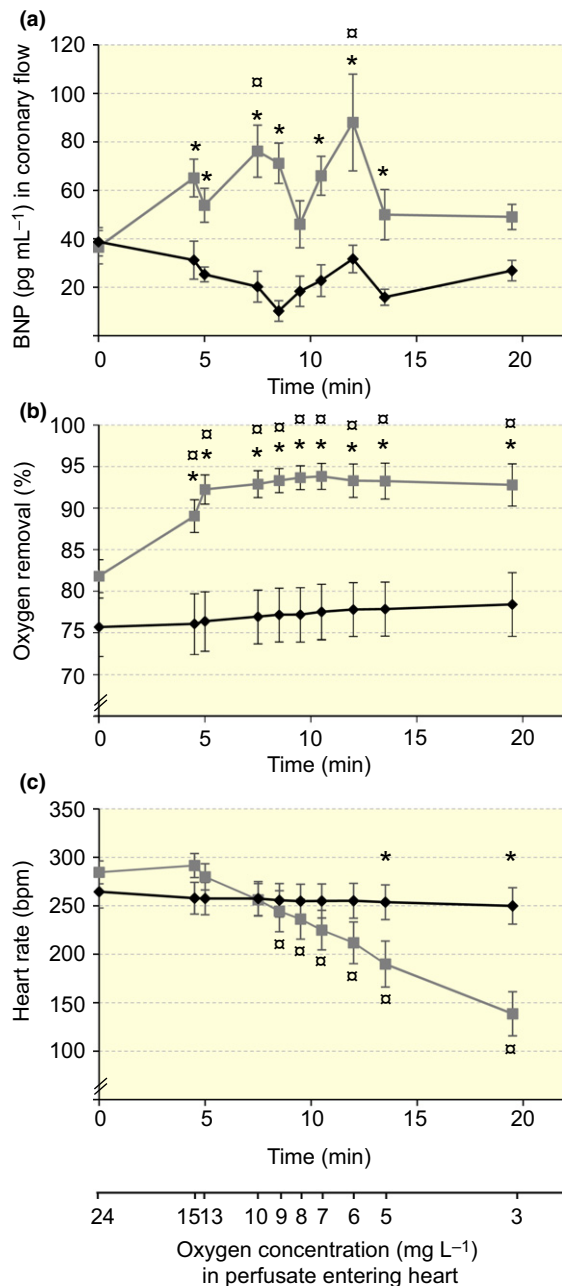 (a)
120
¤
¤
*
100
*
*
*
80
*
*
*
60
40
20
BNP (pg mL⁻¹) in coronary flow
0 5 10 15 20
Time (min)
(b)
100
¤ ¤ ¤ ¤ ¤ ¤ ¤ ¤ ¤
* * * * * * * * *
95
90
85
80
75
70
Oxygen removal (%)
0 5 10 15 20
Time (min)
(c)
350
* *
300
250
200
150
100
¤ ¤ ¤ ¤ ¤ ¤
Heart rate (bpm)
0 5 10 15 20
Time (min)
24 15 13 10 9 8 7 6 5 3
Oxygen concentration (mg L⁻¹)
in perfusate entering heart